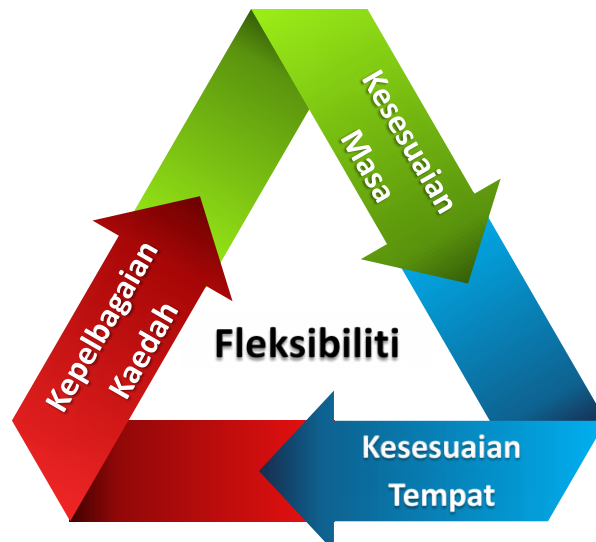 Kesesuaian
Masa
Kepelbagaian
Kaedah
Fleksibiliti
Kesesuaian
Tempat